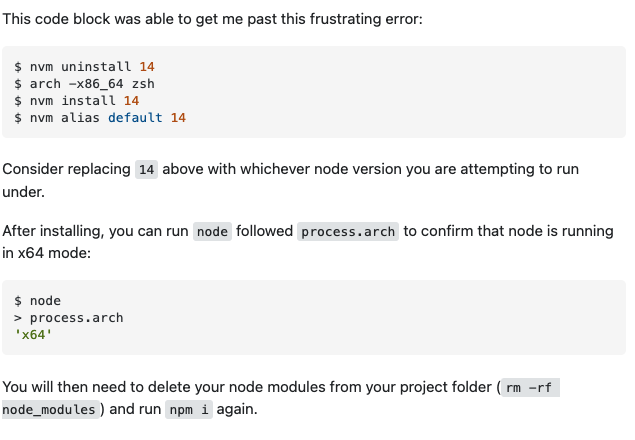 This code block was able to get me past this frustrating error:
$ nvm uninstall 14
$ arch -x86_64 zsh
$ nvm install 14
$ nvm alias default 14
Consider replacing 14 above with whichever node version you are attempting to run
under.
After installing, you can run node followed process.arch to confirm that node is running
in x64 mode:
$ node
> process.arch
'x64'
You will then need to delete your node modules from your project folder ( rm -rf
node_modules ) and run npm i again.